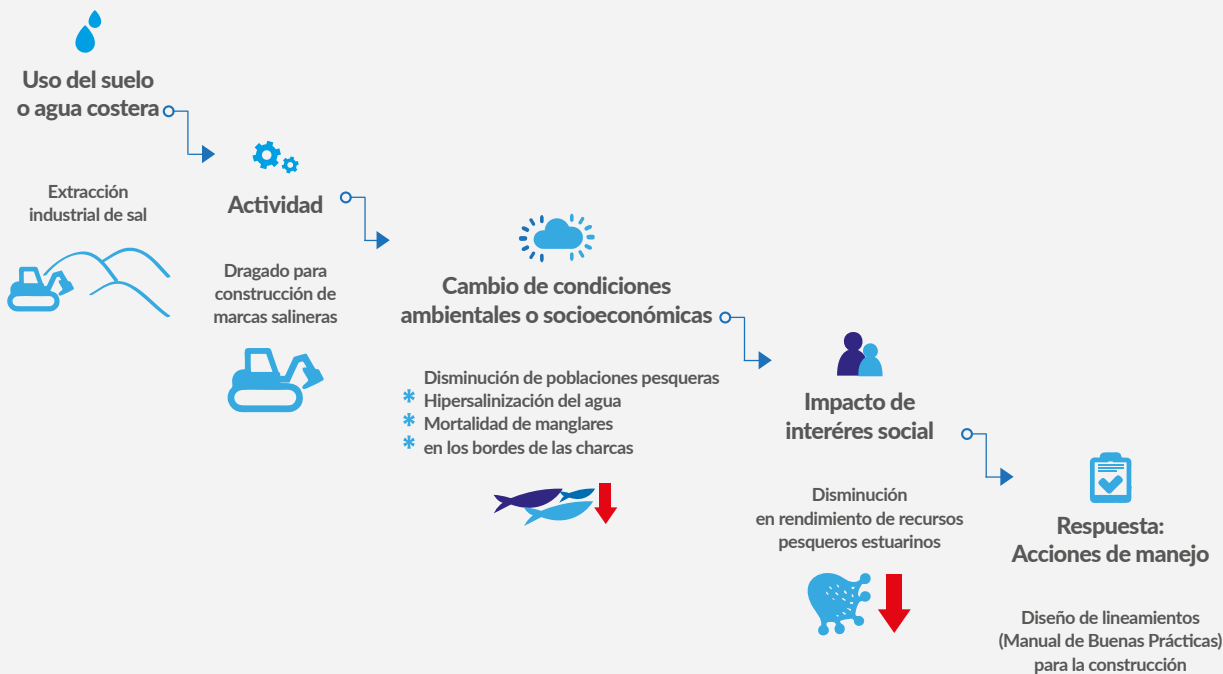 Uso del suelo
o agua costera
Extracción
industrial de sal
Actividad
Dragado para
construcción de
marcas salineras
Cambio de condiciones
ambientales o socioeconómicas
Disminución de poblaciones pesqueras
* Hipersalinización del agua
* Mortalidad de manglares
* en los bordes de las charcas
Impacto de
interéres social
Disminución
en rendimiento de recursos
pesqueros estuarinos
Respuesta:
Acciones de manejo
Diseño de lineamientos
(Manual de Buenas Prácticas)
para la construcción